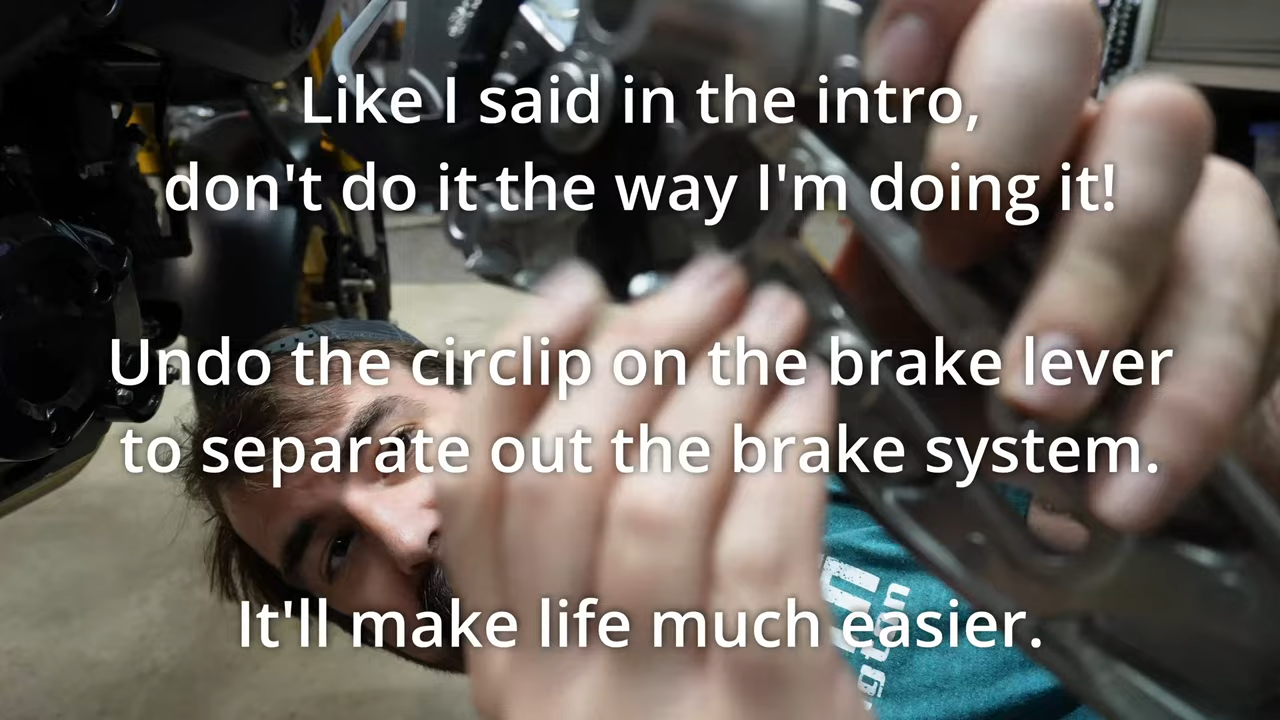 Like I said in the intro,
don't do it the way I'm doing it!
Undo the circlip on the brake lever
to separate out the brake system.
It'll make life much easier.